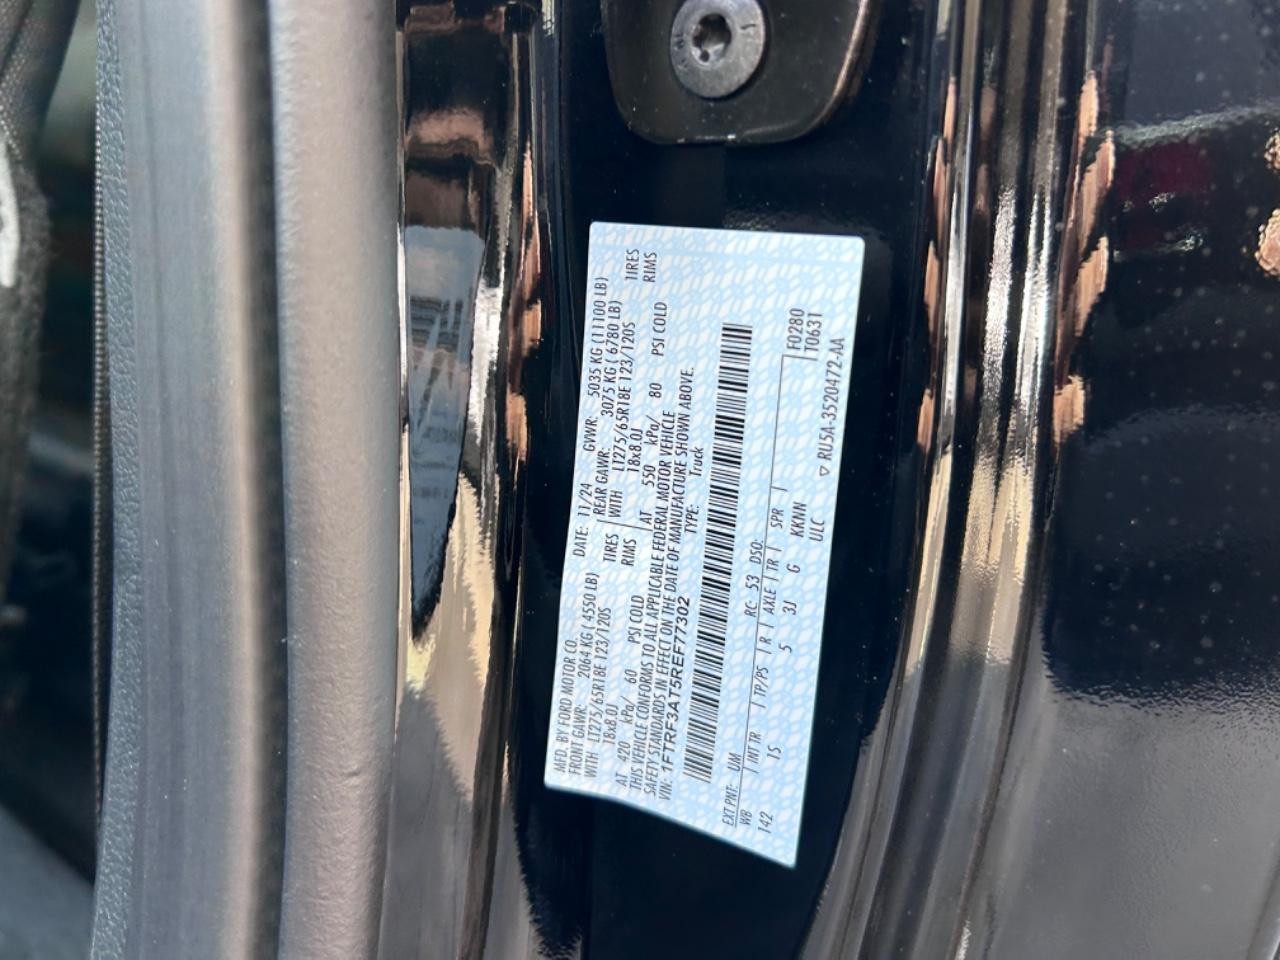 MFD. BY FORD MOTOR CO.
DATE: 11/24 GVWR: 5035 KG (11100 LB)
FRONT GAWR: 2064 KG ( 4550 LB) REAR GAWR: 3075 KG ( 6780 LB)
WITH LT275/65R18E 123/120S TIRES WITH LT275/65R18E 123/120S TIRES
18x8.0J RIMS 18x8.0J RIMS
AT 420 kPa/ 60 PSI COLD AT 550 kPa/ 80 PSI COLD
THIS VEHICLE CONFORMS TO ALL APPLICABLE FEDERAL MOTOR VEHICLE
SAFETY STANDARDS IN EFFECT ON THE DATE OF MANUFACTURE SHOWN ABOVE.
VIN: 1FTRF3AT5REF77302 TYPE: Truck
EXT PNT: UM RC: 53 DSO: F0280
WB | INT TR | TP/PS | R | AXLE | TR | SPR | T0631
142 1S 5 3J G KKNN
ULC
▽ RU5A-3520472-AA